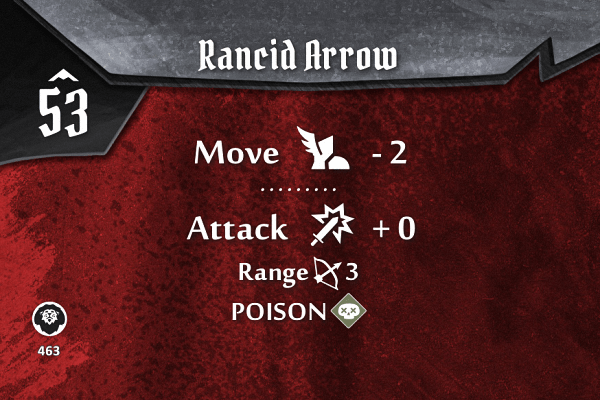 Rancid Arrow
53
Move - 2
Attack + 0
Range 3
POISON
463